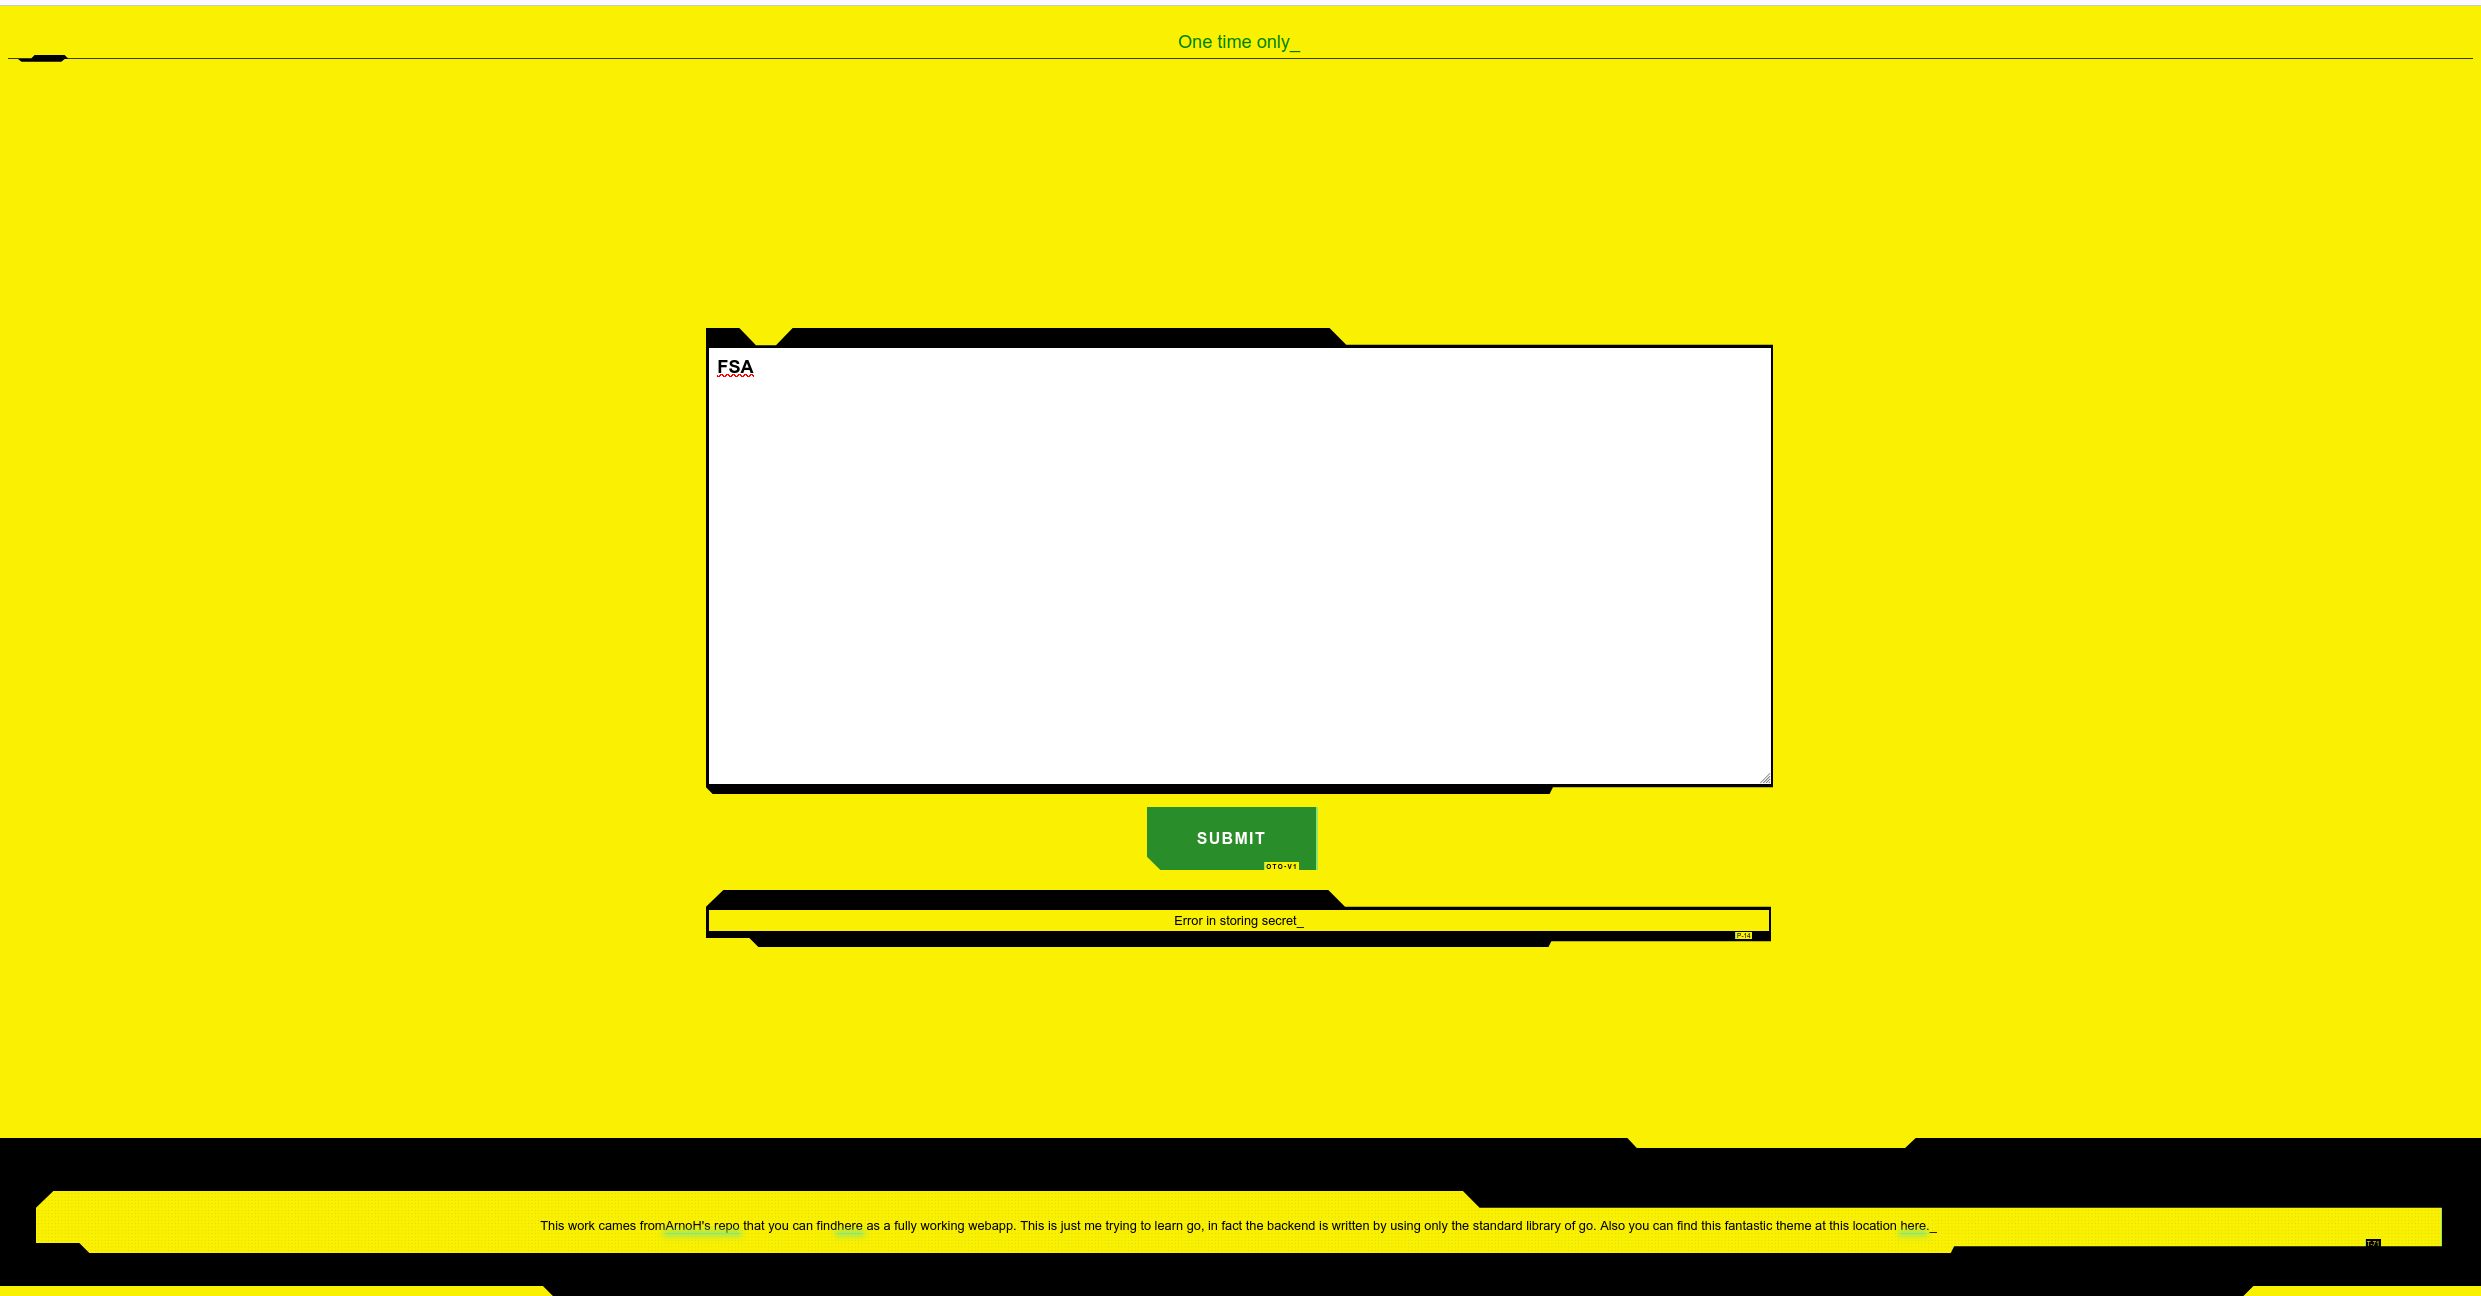 One time only_
FSA
SUBMIT
OTO-V1
Error in storing secret_
P-14
This work cames fromArnoH's repo that you can findhere as a fully working webapp. This is just me trying to learn go, in fact the backend is written by using only the standard library of go. Also you can find this fantastic theme at this location here._
T-71